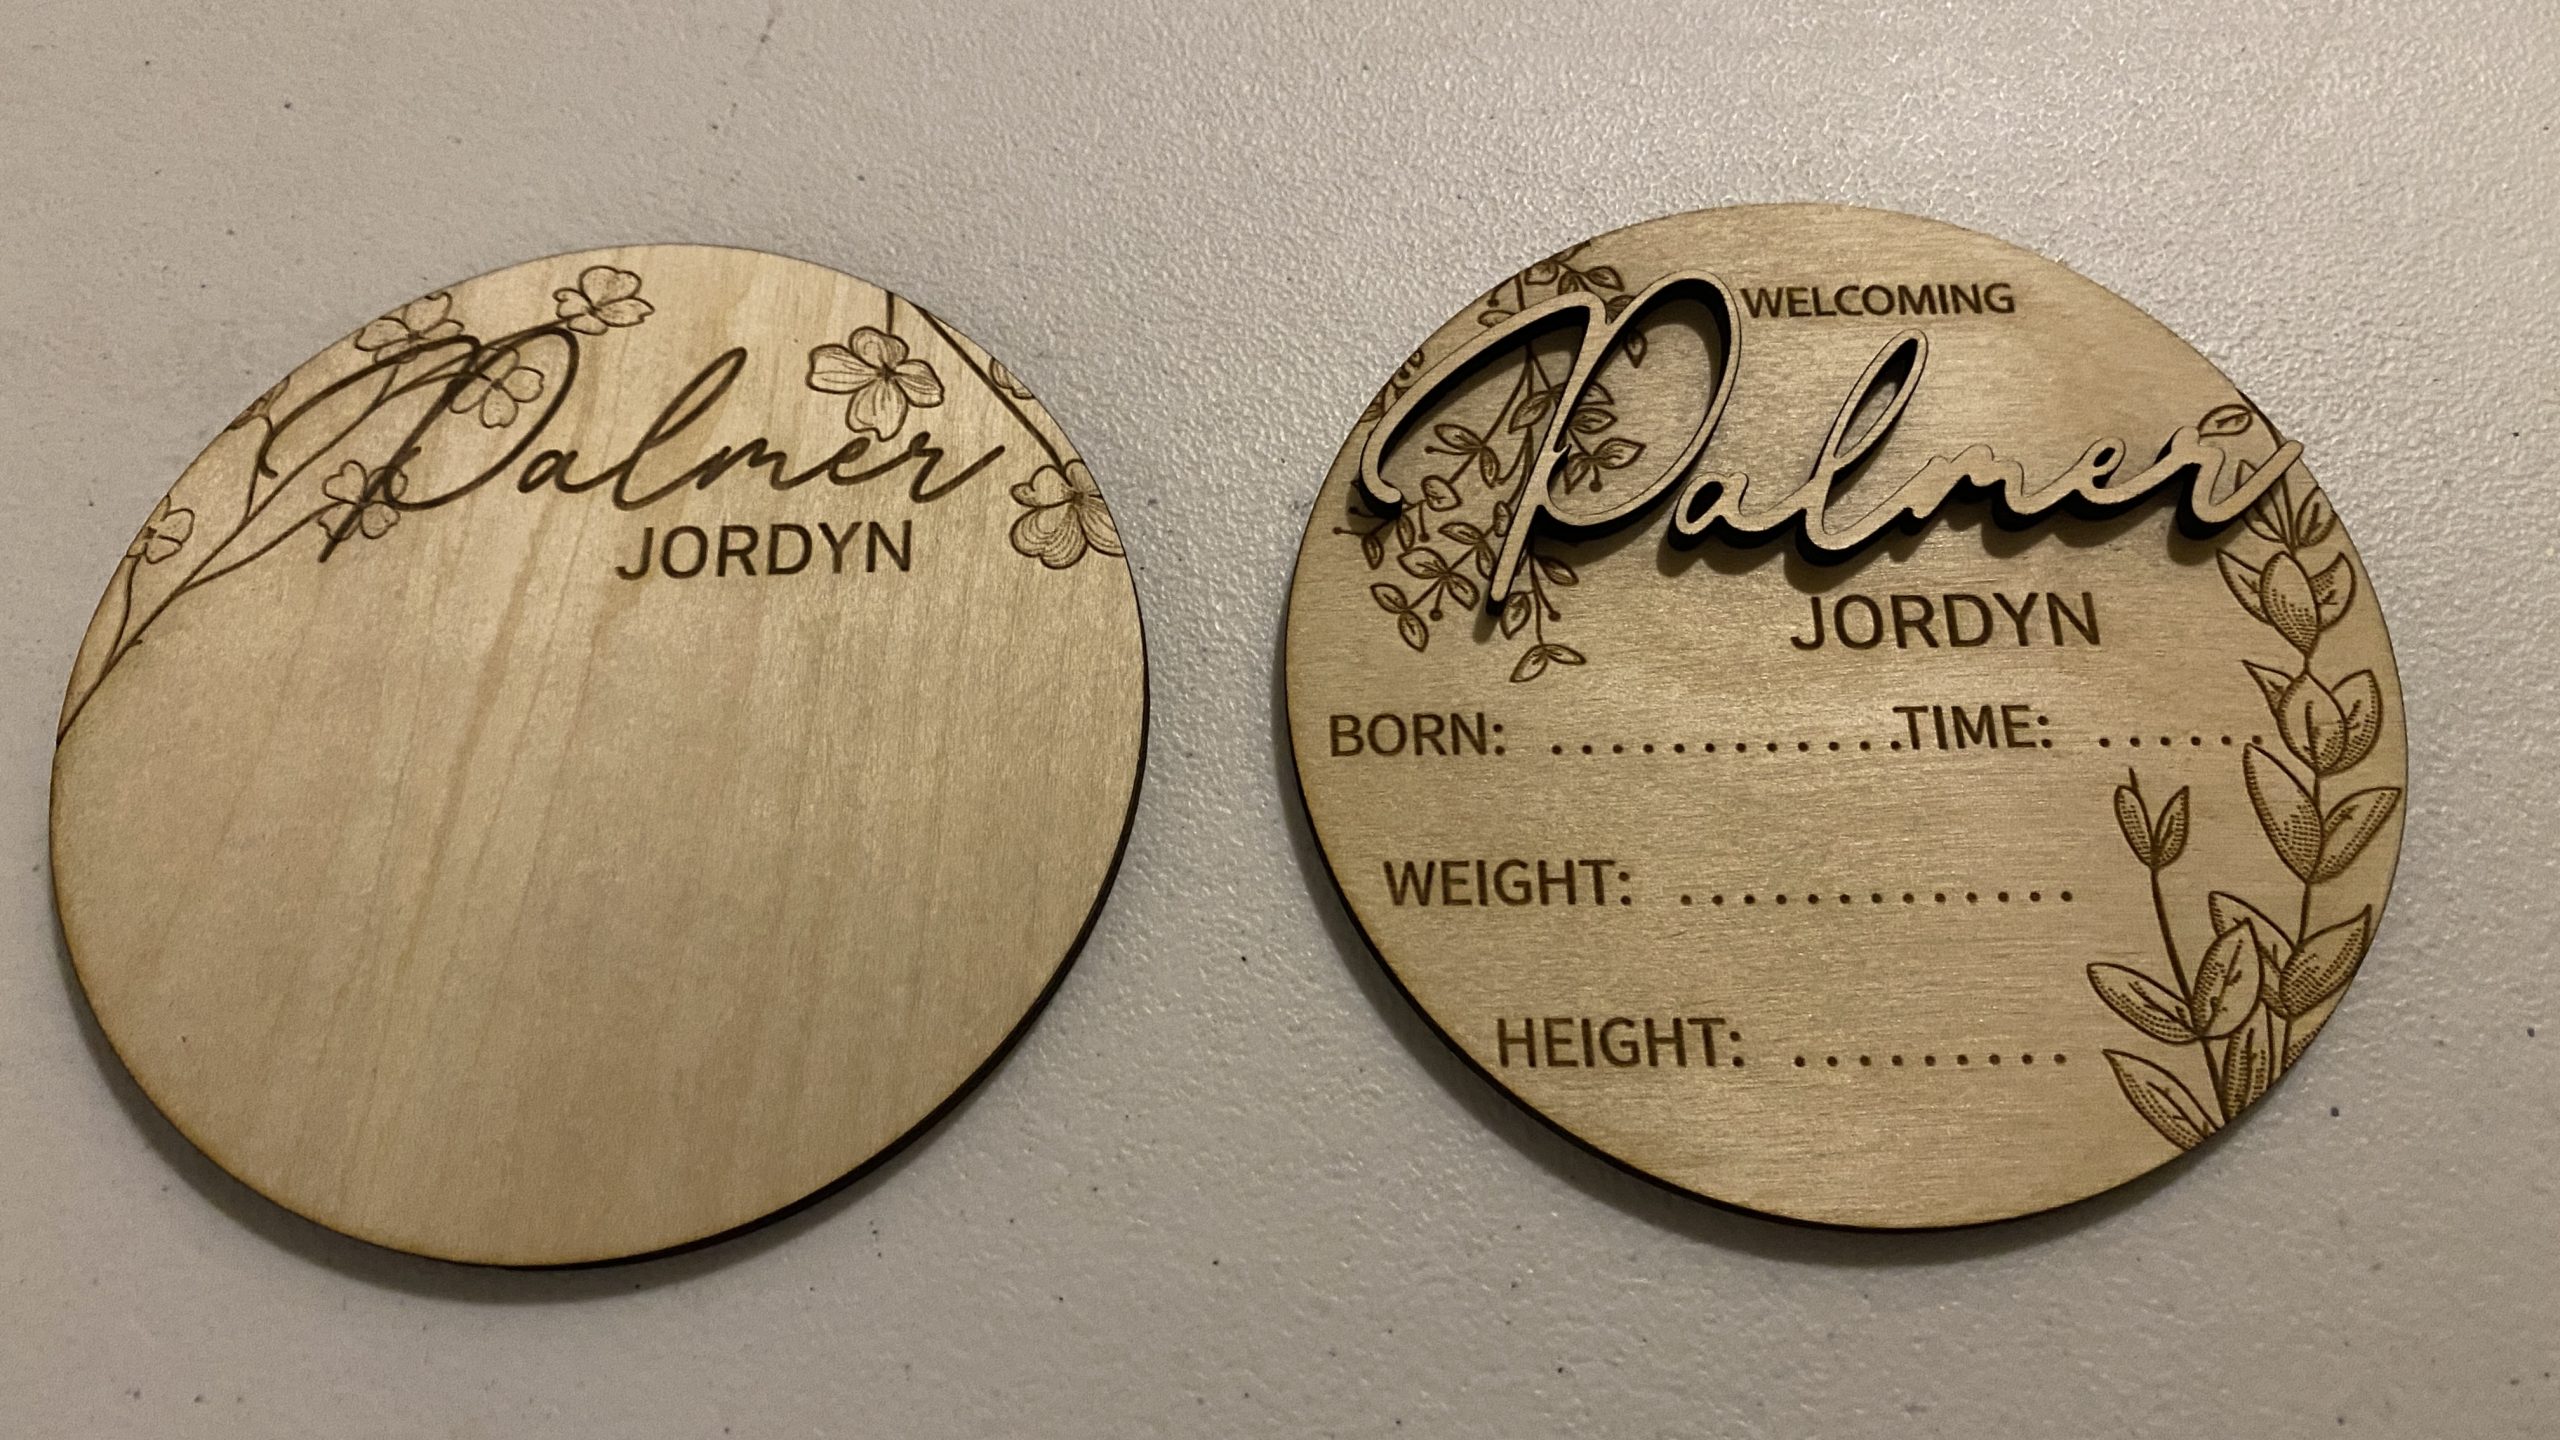 Palmer
JORDYN
WELCOMING
Palmer
JORDYN
BORN: .............TIME: ......
WEIGHT: ..............
HEIGHT: .........